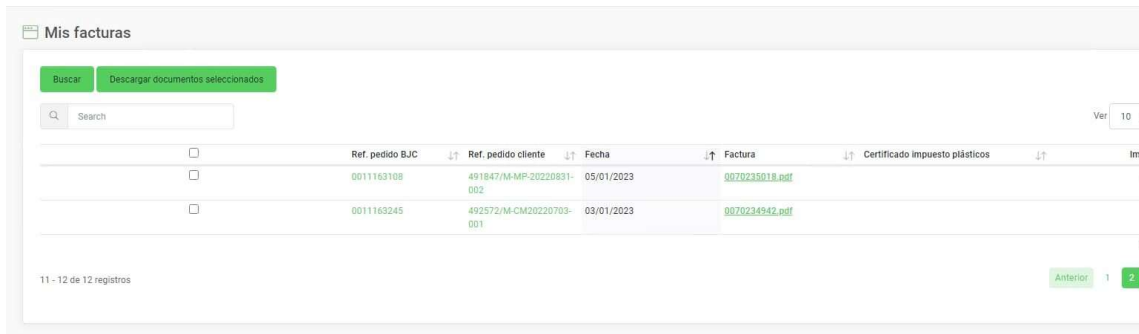 Mis facturas
Buscar Descargar documentos seleccionados
Search Ver 10
Ref. pedido BJC Ref. pedido cliente Fecha Factura Certificado impuesto plásticos Im
0011163108 491847/M-MP-20220831- 05/01/2023 0070235018.pdf
002
0011163245 492572/M-CM20220703- 03/01/2023 0070234942.pdf
001
11 - 12 de 12 registros Anterior 1 2